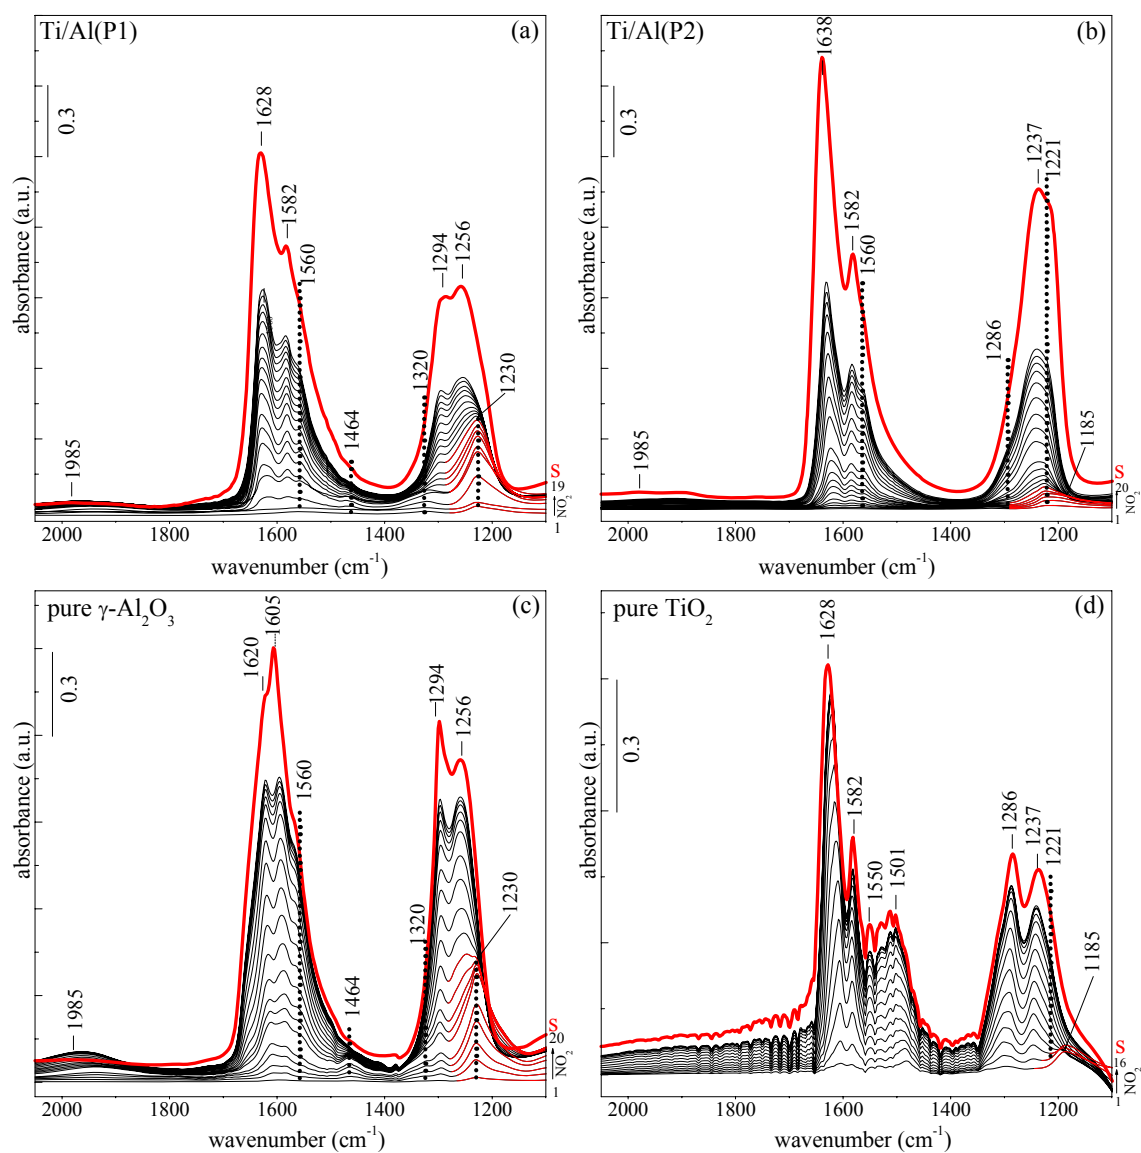 Ti/Al(P1)
(a)
0.3
1628
1582
1560
1464
1320
1294
1256
1230
1985
S
19
NO2
1
absorbance (a.u.)
2000 1800 1600 1400 1200
wavenumber (cm-1)
Ti/Al(P2)
(b)
0.3
1638
1582
1560
1286
1237
1221
1185
1985
S
20
NO2
1
absorbance (a.u.)
2000 1800 1600 1400 1200
wavenumber (cm-1)
pure γ-Al2O3
(c)
0.3
1620
1605
1560
1464
1320
1294
1256
1230
1985
S
20
NO2
1
absorbance (a.u.)
2000 1800 1600 1400 1200
wavenumber (cm-1)
pure TiO2
(d)
0.3
1628
1582
1550
1501
1286
1237
1221
1185
S
16
NO2
1
absorbance (a.u.)
2000 1800 1600 1400 1200
wavenumber (cm-1)